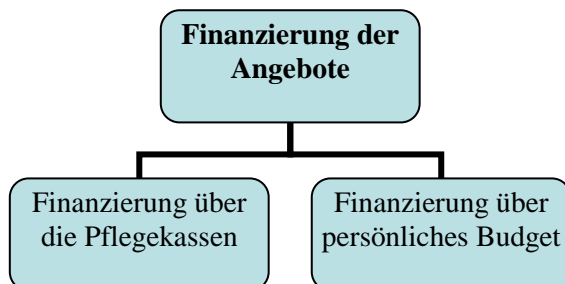 Finanzierung der
Angebote
Finanzierung über
die Pflegekassen
Finanzierung über
persönliches Budget